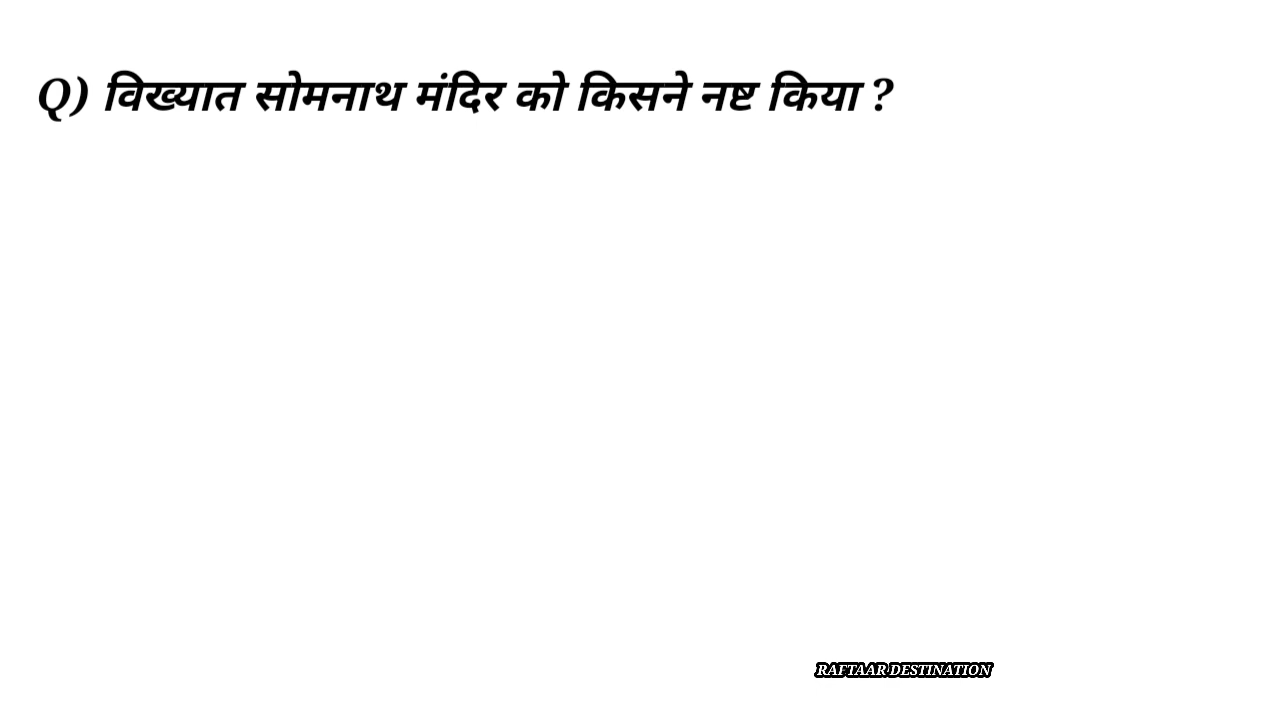 Q) विख्यात सोमनाथ मंदिर को किसने नष्ट किया ?
RAFTAAR DESTINATION